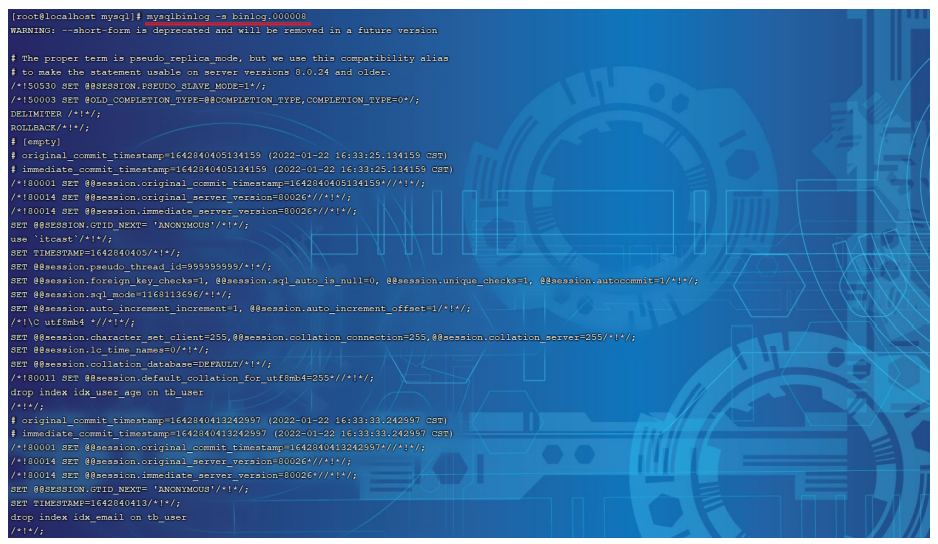 [root@localhost mysql]# mysqlbinlog -s binlog.000008
WARNING: --short-form is deprecated and will be removed in a future version
# The proper term is pseudo_replica_mode, but we use this compatibility alias
# to make the statement usable on server versions 8.0.24 and older.
/*!50530 SET @@SESSION.PSEUDO_SLAVE_MODE=1*/;
/*!50003 SET @OLD_COMPLETION_TYPE=@@COMPLETION_TYPE,COMPLETION_TYPE=0*/;
DELIMITER /*!*/;
ROLLBACK/*!*/;
# [empty]
# original_commit_timestamp=1642840405134159 (2022-01-22 16:33:25.134159 CST)
# immediate_commit_timestamp=1642840405134159 (2022-01-22 16:33:25.134159 CST)
/*!80001 SET @@session.original_commit_timestamp=1642840405134159*//*!*/;
/*!80014 SET @@session.original_server_version=80026*//*!*/;
/*!80014 SET @@session.immediate_server_version=80026*//*!*/;
SET @@SESSION.GTID_NEXT= 'ANONYMOUS'/*!*/;
use `itcast`/*!*/;
SET TIMESTAMP=1642840405/*!*/;
SET @@session.pseudo_thread_id=999999999/*!*/;
SET @@session.foreign_key_checks=1, @@session.sql_auto_is_null=0, @@session.unique_checks=1, @@session.autocommit=1/*!*/;
SET @@session.sql_mode=1168113696/*!*/;
SET @@session.auto_increment_increment=1, @@session.auto_increment_offset=1/*!*/;
/*!\C utf8mb4 *//*!*/;
SET @@session.character_set_client=255,@@session.collation_connection=255,@@session.collation_server=255/*!*/;
SET @@session.lc_time_names=0/*!*/;
SET @@session.collation_database=DEFAULT/*!*/;
/*!80011 SET @@session.default_collation_for_utf8mb4=255*//*!*/;
drop index idx_user_age on tb_user
/*!*/;
# original_commit_timestamp=1642840413242997 (2022-01-22 16:33:33.242997 CST)
# immediate_commit_timestamp=1642840413242997 (2022-01-22 16:33:33.242997 CST)
/*!80001 SET @@session.original_commit_timestamp=1642840413242997*//*!*/;
/*!80014 SET @@session.original_server_version=80026*//*!*/;
/*!80014 SET @@session.immediate_server_version=80026*//*!*/;
SET @@SESSION.GTID_NEXT= 'ANONYMOUS'/*!*/;
SET TIMESTAMP=1642840413/*!*/;
drop index idx_email on tb_user
/*!*/;